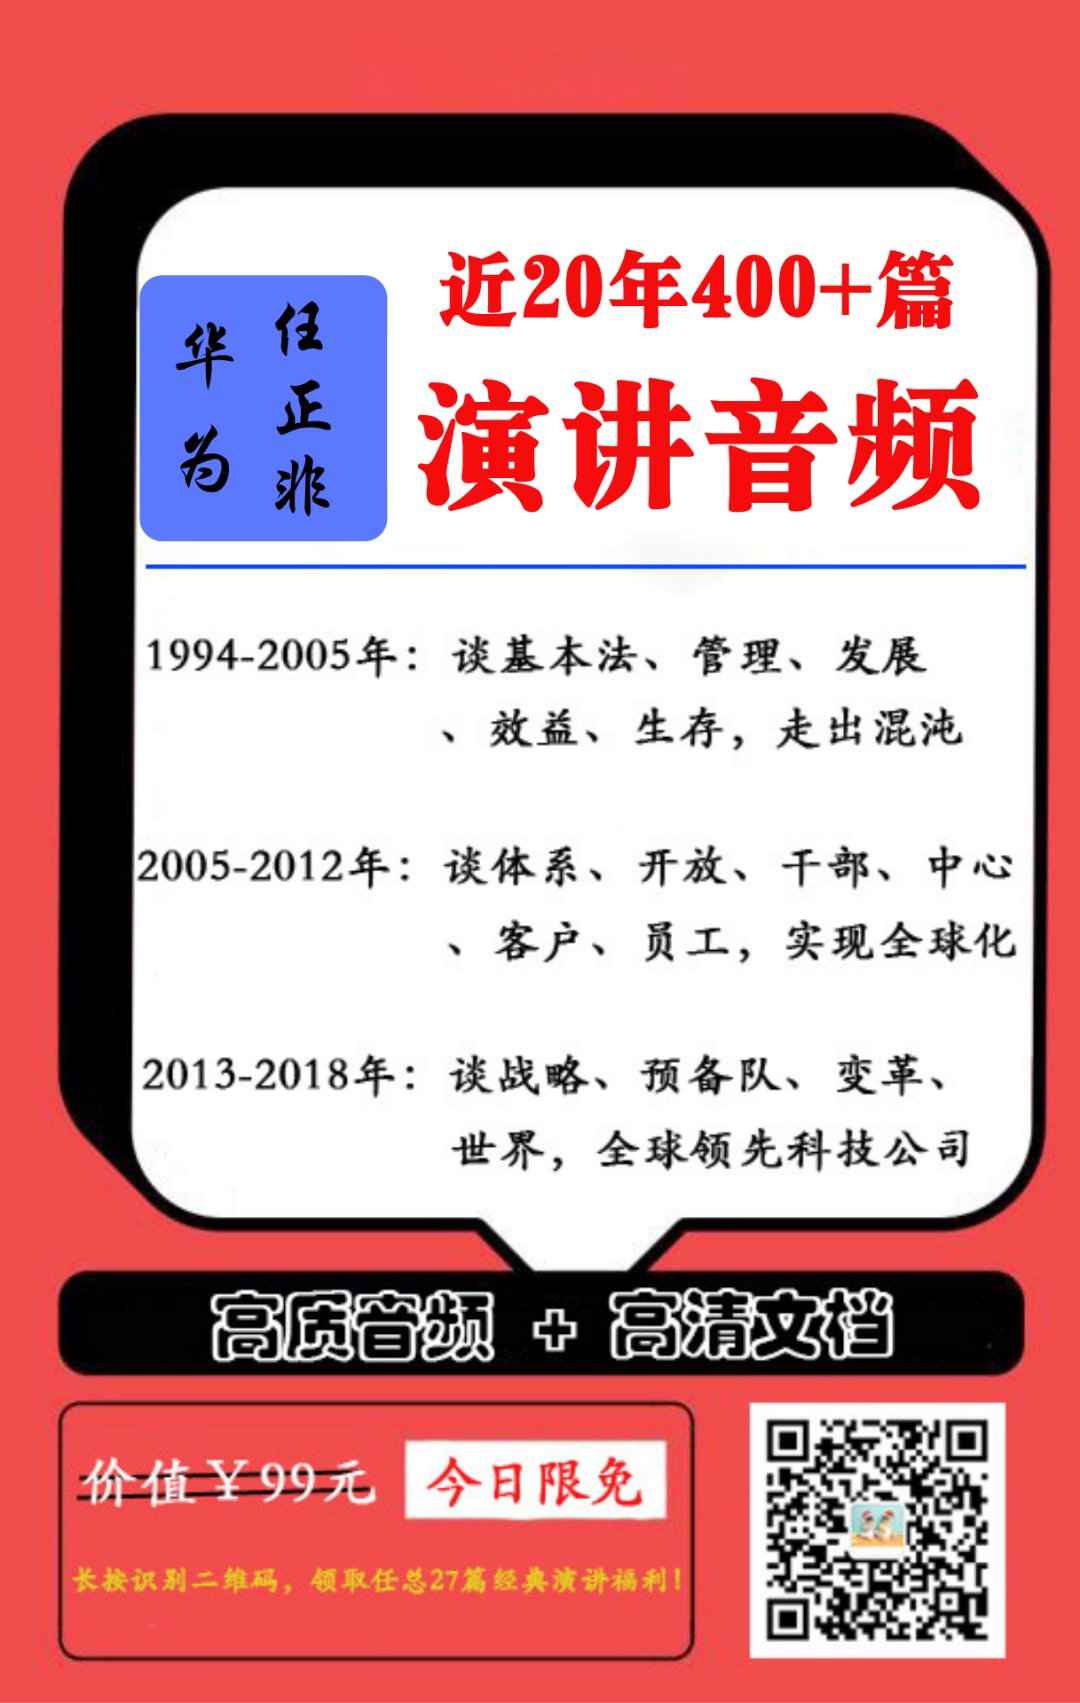 华为
任正非
近20年400+篇
演讲音频
1994-2005年：谈基本法、管理、发展
、效益、生存，走出混沌
2005-2012年：谈体系、开放、干部、中心
、客户、员工，实现全球化
2013-2018年：谈战略、预备队、变革、
世界，全球领先科技公司
高质音频 + 高清文档
价值￥99元 今日限免
长按识别二维码，领取任总27篇经典演讲福利！